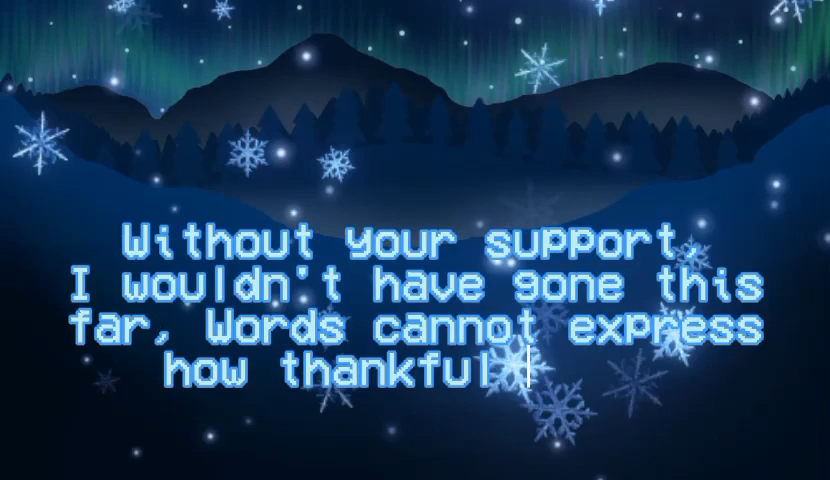 Without your support,
I wouldn't have gone this
far, Words cannot express
how thankful